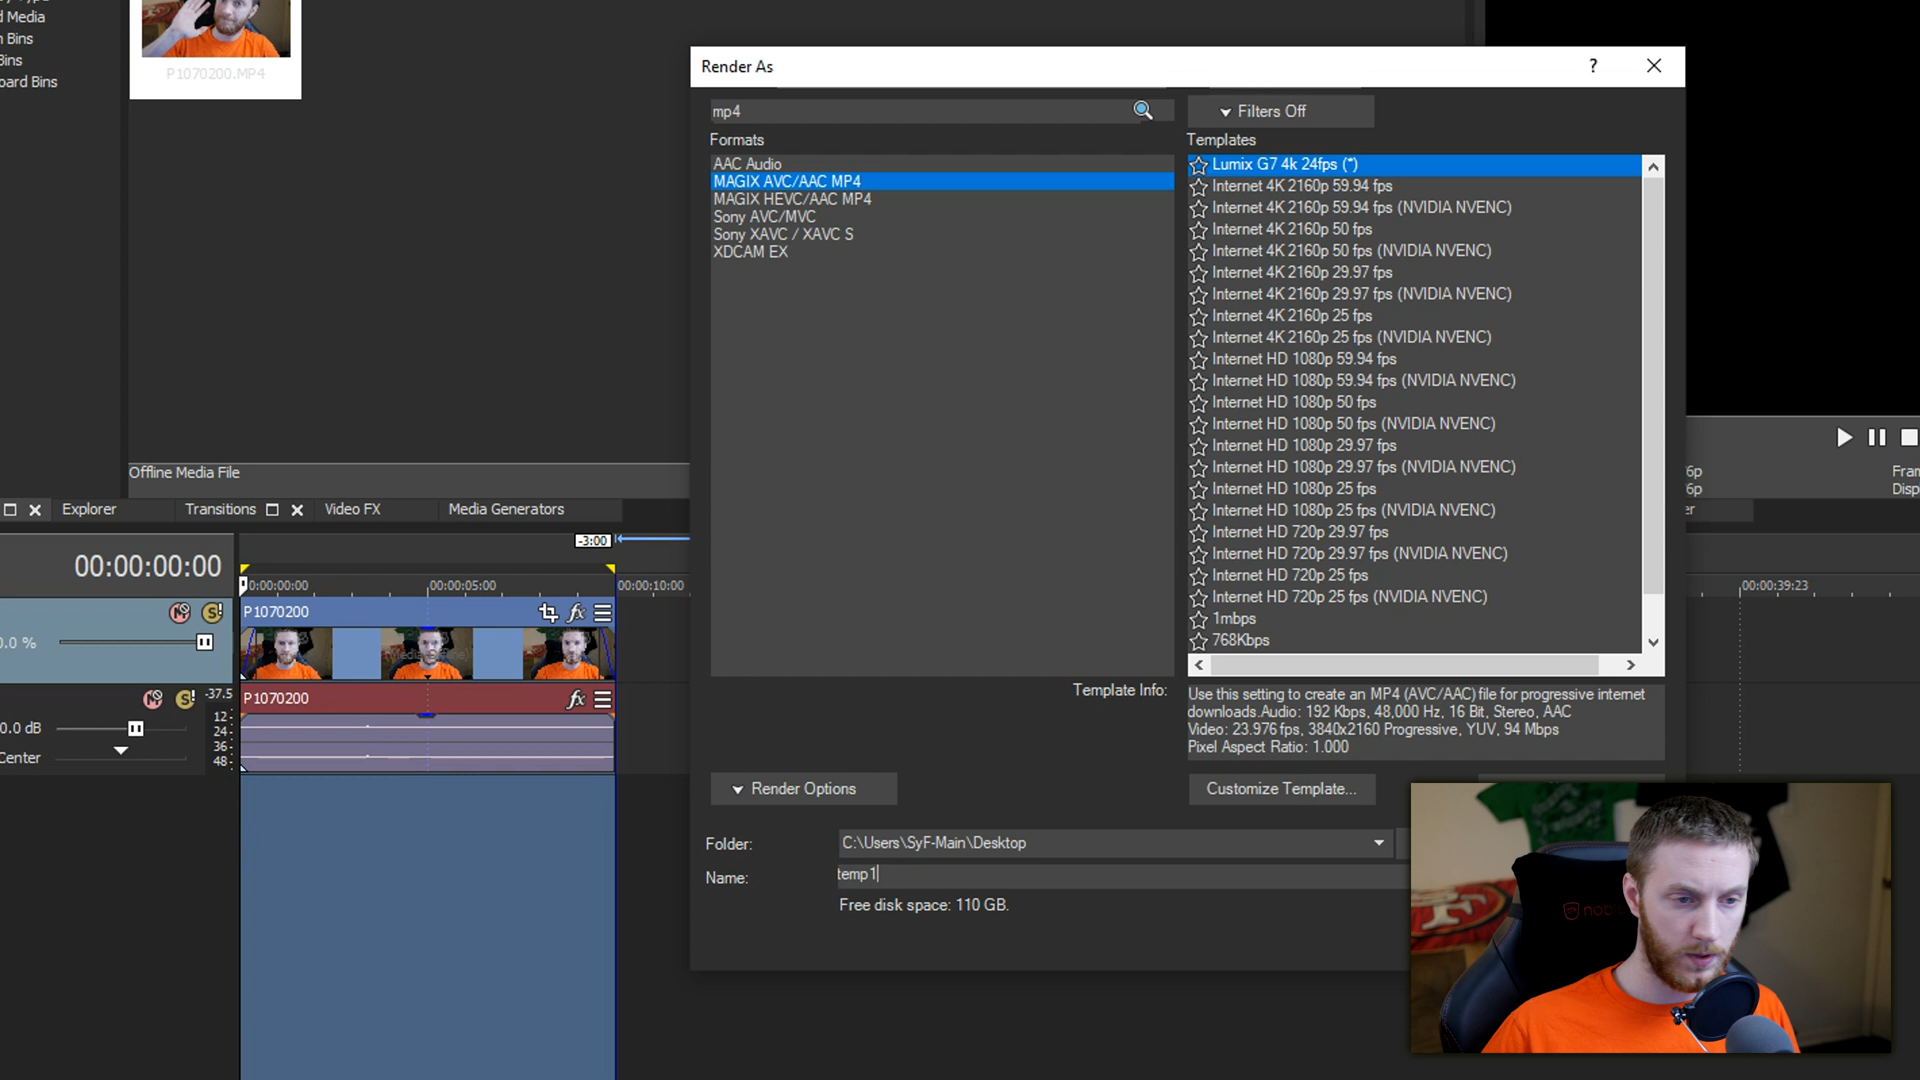 d Media
Bins
Bins
oard Bins
P1070200.MP4
Offline Media File
Explorer
Transitions
Video FX
Media Generators
00:00:00:00
-3:00
0:00:00:00
00:00:05:00
00:00:10:00
00:00:39:23
P1070200
0.0 %
(Media Offline)
-37.5
P1070200
0.0 dB
12
24
36
48
Center
Render As
?
mp4
Filters Off
Formats
AAC Audio
MAGIX AVC/AAC MP4
MAGIX HEVC/AAC MP4
Sony AVC/MVC
Sony XAVC / XAVC S
XDCAM EX
Templates
Lumix G7 4k 24fps (*)
Internet 4K 2160p 59.94 fps
Internet 4K 2160p 59.94 fps (NVIDIA NVENC)
Internet 4K 2160p 50 fps
Internet 4K 2160p 50 fps (NVIDIA NVENC)
Internet 4K 2160p 29.97 fps
Internet 4K 2160p 29.97 fps (NVIDIA NVENC)
Internet 4K 2160p 25 fps
Internet 4K 2160p 25 fps (NVIDIA NVENC)
Internet HD 1080p 59.94 fps
Internet HD 1080p 59.94 fps (NVIDIA NVENC)
Internet HD 1080p 50 fps
Internet HD 1080p 50 fps (NVIDIA NVENC)
Internet HD 1080p 29.97 fps
Internet HD 1080p 29.97 fps (NVIDIA NVENC)
Internet HD 1080p 25 fps
Internet HD 1080p 25 fps (NVIDIA NVENC)
Internet HD 720p 29.97 fps
Internet HD 720p 29.97 fps (NVIDIA NVENC)
Internet HD 720p 25 fps
Internet HD 720p 25 fps (NVIDIA NVENC)
1mbps
768Kbps
Template Info:
Use this setting to create an MP4 (AVC/AAC) file for progressive internet
downloads.Audio: 192 Kbps, 48,000 Hz, 16 Bit, Stereo, AAC
Video: 23.976 fps, 3840x2160 Progressive, YUV, 94 Mbps
Pixel Aspect Ratio: 1.000
Render Options
Customize Template...
Folder:
C:\Users\SyF-Main\Desktop
Name:
temp1
Free disk space: 110 GB.
6p
6p
Fram
Disp
er